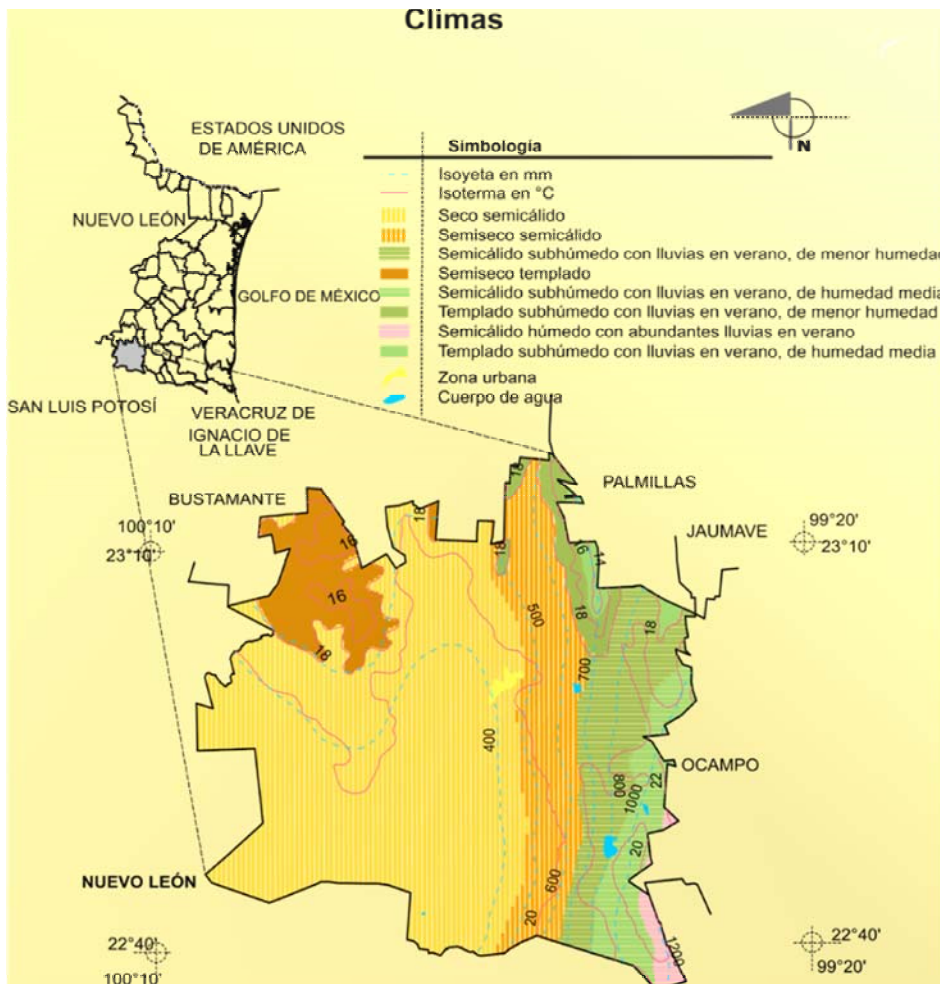 Climas
ESTADOS UNIDOS
DE AMÉRICA
NUEVO LEÓN
GOLFO DE MÉXICO
SAN LUIS POTOSÍ
VERACRUZ DE
IGNACIO DE
LA LLAVE
N
Simbología
Isoyeta en mm
Isoterma en °C
Seco semicálido
Semiseco semicálido
Semicálido subhúmedo con lluvias en verano, de menor humedad
Semiseco templado
Semicálido subhúmedo con lluvias en verano, de humedad media
Templado subhúmedo con lluvias en verano, de menor humedad
Semicálido húmedo con abundantes lluvias en verano
Templado subhúmedo con lluvias en verano, de humedad media
Zona urbana
Cuerpo de agua
BUSTAMANTE
PALMILLAS
JAUMAVE
OCAMPO
NUEVO LEÓN
100°10'
23°10'
99°20'
23°10'
18
18
18
16
16
14
16
18
18
18
500
700
400
800
1000
22
20
600
20
1200
22°40'
100°10'
22°40'
99°20'